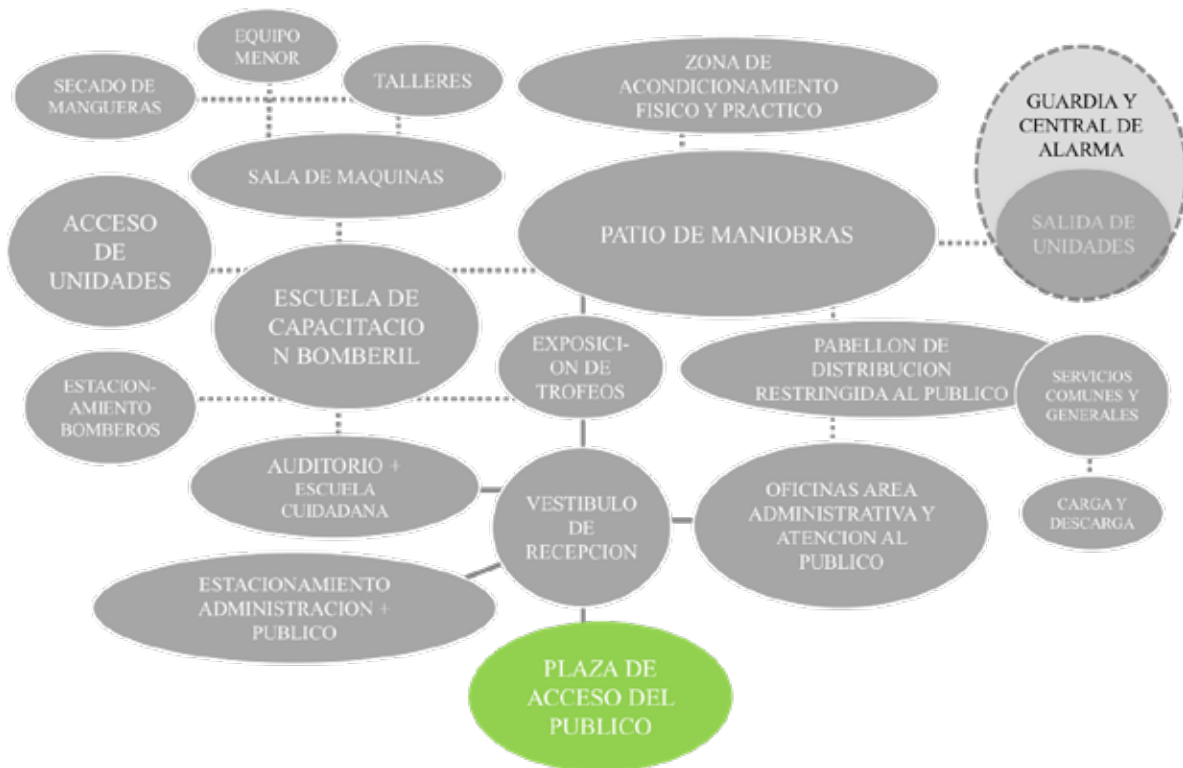 EQUIPO
MENOR
SECADO DE
MANGUERAS
TALLERES
ZONA DE
ACONDICIONAMIENTO
FISICO Y PRACTICO
GUARDIA Y
CENTRAL DE
ALARMA
SALA DE MAQUINAS
ACCESO
DE
UNIDADES
PATIO DE MANIOBRAS
SALIDA DE
UNIDADES
ESCUELA DE
CAPACITACIO
N BOMBERIL
EXPOSICI-
ON DE
TROFEOS
PABELLON DE
DISTRIBUCION
RESTRINGIDA AL PUBLICO
SERVICIOS
COMUNES Y
GENERALES
ESTACION-
AMIENTO
BOMBEROS
AUDITORIO +
ESCUELA
CUIDADANA
VESTIBULO
DE
RECEPCION
OFICINAS AREA
ADMINISTRATIVA Y
ATENCION AL
PUBLICO
CARGA Y
DESCARGA
ESTACIONAMIENTO
ADMINISTRACION +
PUBLICO
PLAZA DE
ACCESO DEL
PUBLICO